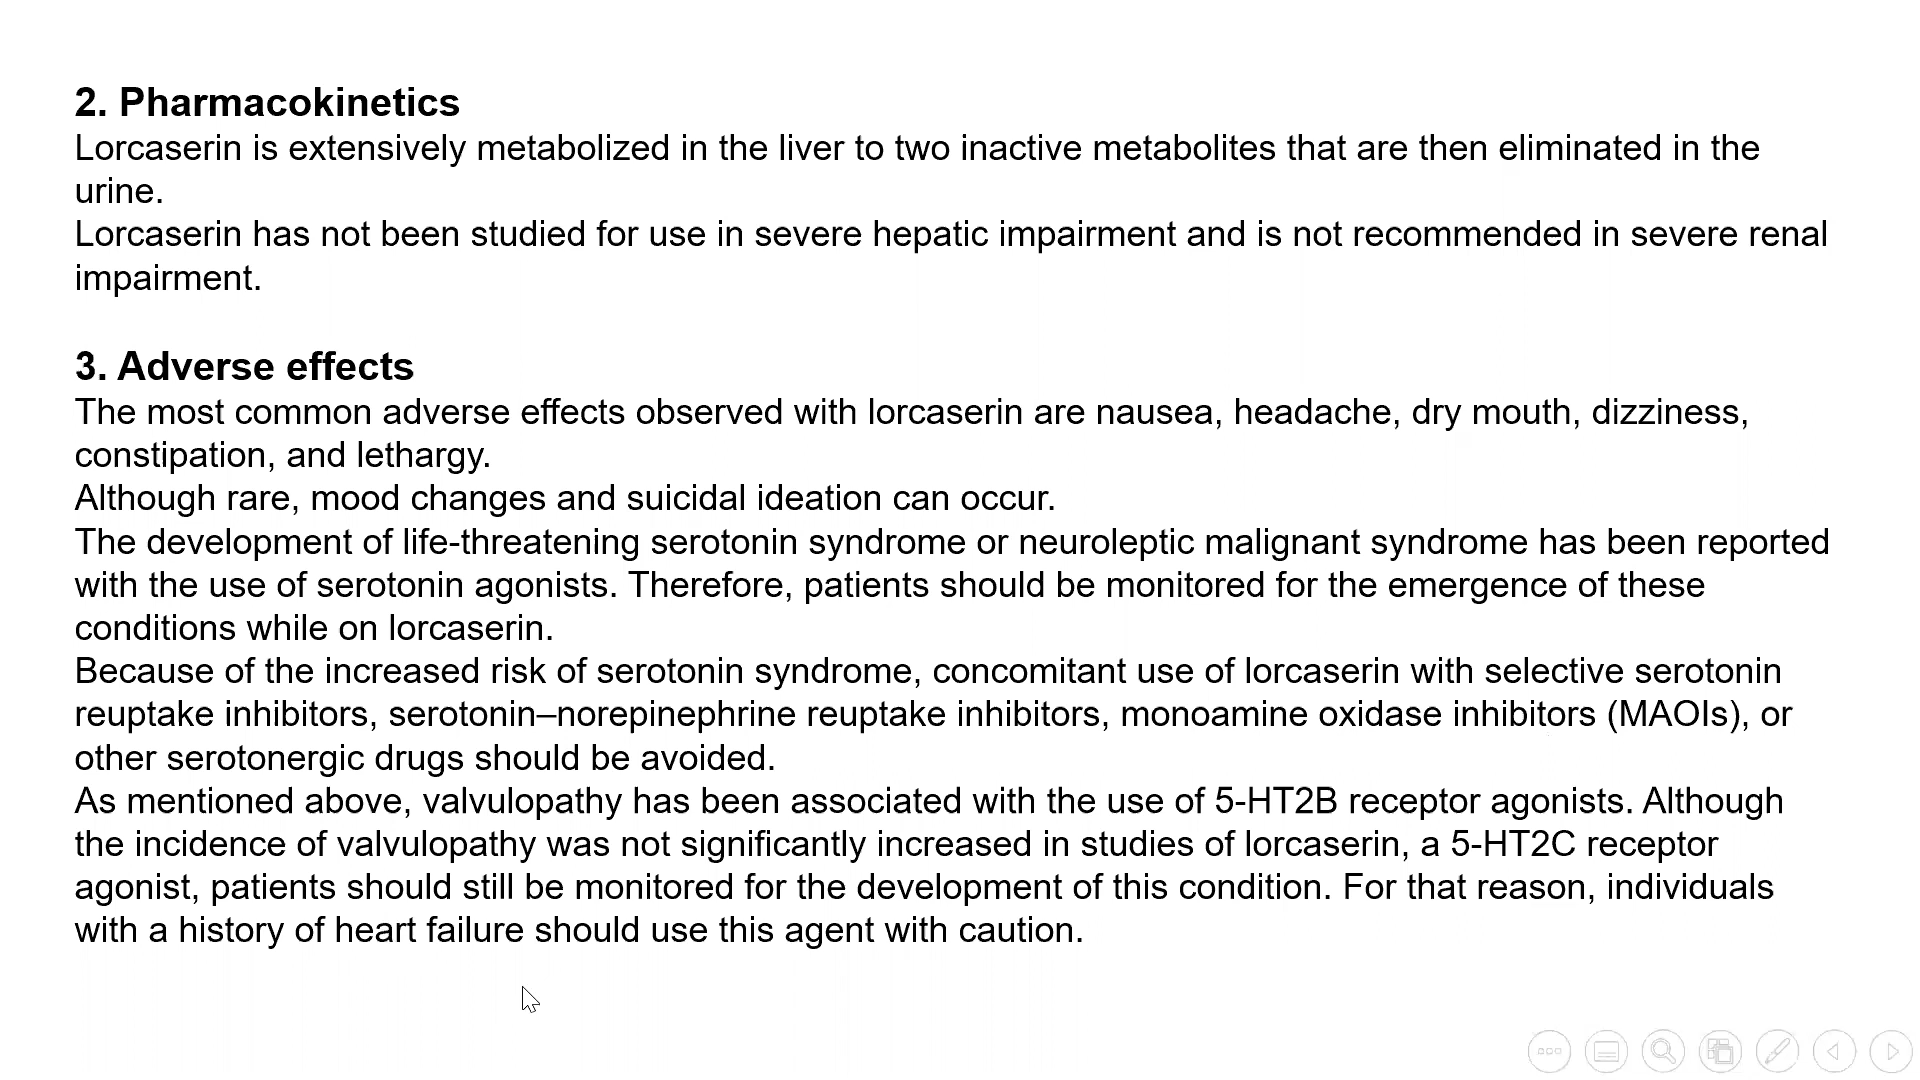 2. Pharmacokinetics
Lorcaserin is extensively metabolized in the liver to two inactive metabolites that are then eliminated in the
urine.
Lorcaserin has not been studied for use in severe hepatic impairment and is not recommended in severe renal
impairment.
3. Adverse effects
The most common adverse effects observed with lorcaserin are nausea, headache, dry mouth, dizziness,
constipation, and lethargy.
Although rare, mood changes and suicidal ideation can occur.
The development of life-threatening serotonin syndrome or neuroleptic malignant syndrome has been reported
with the use of serotonin agonists. Therefore, patients should be monitored for the emergence of these
conditions while on lorcaserin.
Because of the increased risk of serotonin syndrome, concomitant use of lorcaserin with selective serotonin
reuptake inhibitors, serotonin–norepinephrine reuptake inhibitors, monoamine oxidase inhibitors (MAOIs), or
other serotonergic drugs should be avoided.
As mentioned above, valvulopathy has been associated with the use of 5-HT2B receptor agonists. Although
the incidence of valvulopathy was not significantly increased in studies of lorcaserin, a 5-HT2C receptor
agonist, patients should still be monitored for the development of this condition. For that reason, individuals
with a history of heart failure should use this agent with caution.